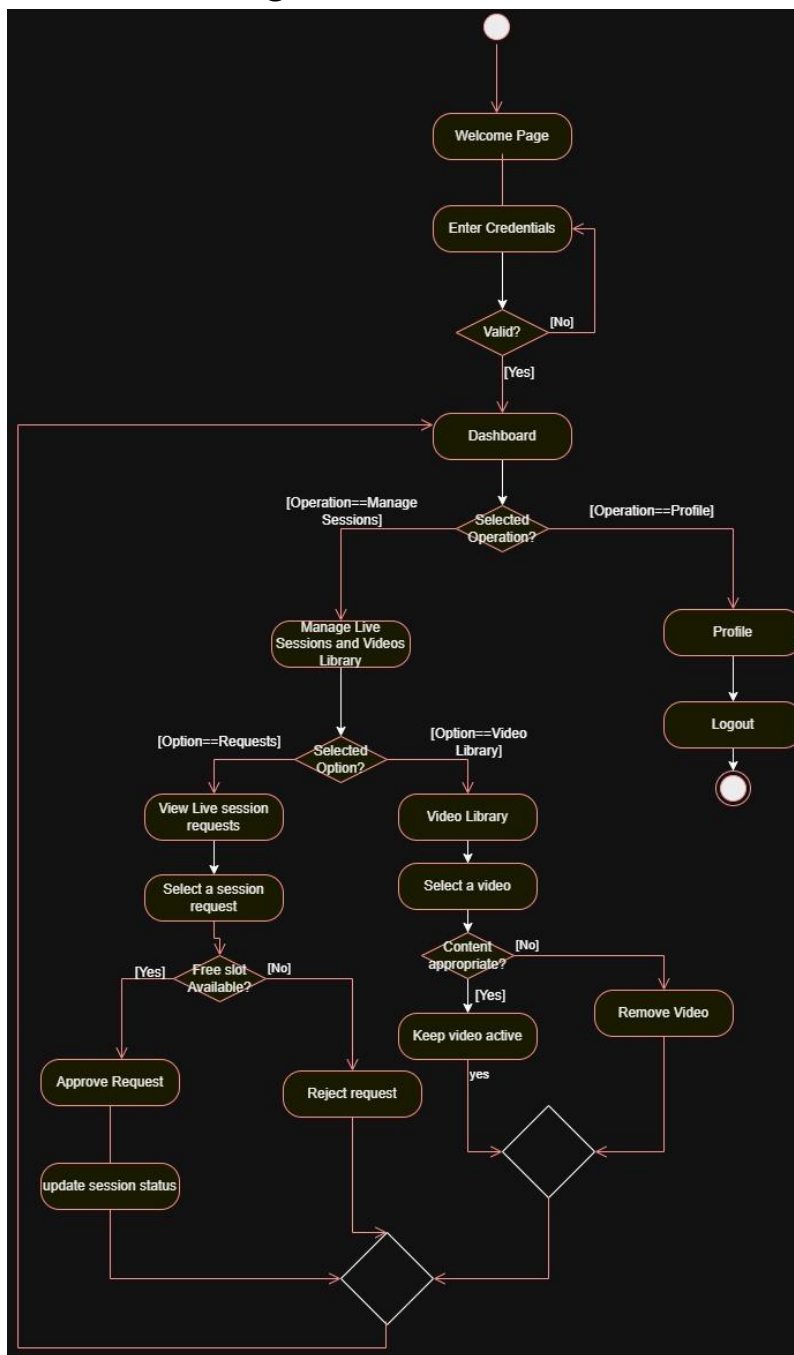 Welcome Page
Enter Credentials
Valid?
[No]
[Yes]
Dashboard
[Operation==Manage
Sessions]
Selected
Operation?
[Operation==Profile]
Manage Live
Sessions and Videos
Library
Profile
Logout
[Option==Requests]
Selected
Option?
[Option==Video
Library]
View Live session
requests
Video Library
Select a session
request
Select a video
Free slot
Available?
[Yes]
[No]
Content
appropriate?
[No]
[Yes]
Keep video active
Remove Video
Approve Request
Reject request
yes
update session status